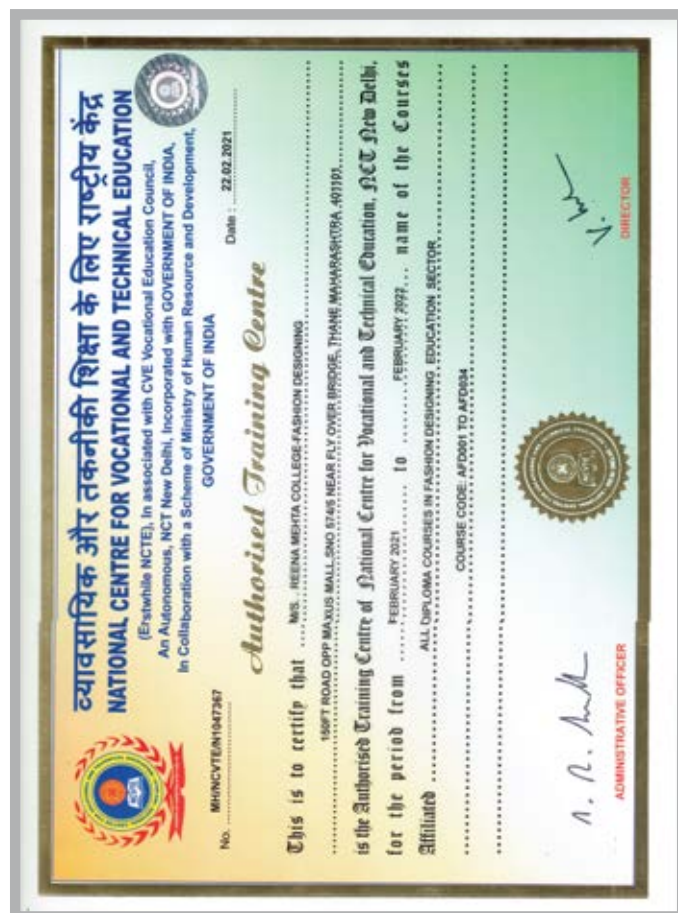 व्यावसायिक और तकनीकी शिक्षा के लिए राष्ट्रीय केंद्र
NATIONAL CENTRE FOR VOCATIONAL AND TECHNICAL EDUCATION
(Erstwhile NCTE), In associated with CVE Vocational Education Council,
An Autonomous, NCT New Delhi, Incorporated with GOVERNMENT OF INDIA,
In Collaboration with a Scheme of Ministry of Human Resource and Development,
GOVERNMENT OF INDIA
No. MH/NCVTE/N1047367
Date : 22.02.2021
Authorised Training Centre
This is to certify that M/S. REENA MEHTA COLLEGE-FASHION DESIGNING
150FT ROAD OPP MAXUS MALL,SNO 574/5 NEAR FLY OVER BRIDGE, THANE MAHARASHTRA 401101
is the Authorised Training Centre of National Centre for Vocational and Technical Education, NCT New Delhi,
for the period from FEBRUARY 2021 to FEBRUARY 2022 name of the Courses
Affiliated ALL DIPLOMA COURSES IN FASHION DESIGNING EDUCATION SECTOR
COURSE CODE: AFD001 TO AFD034
ADMINISTRATIVE OFFICER
DIRECTOR